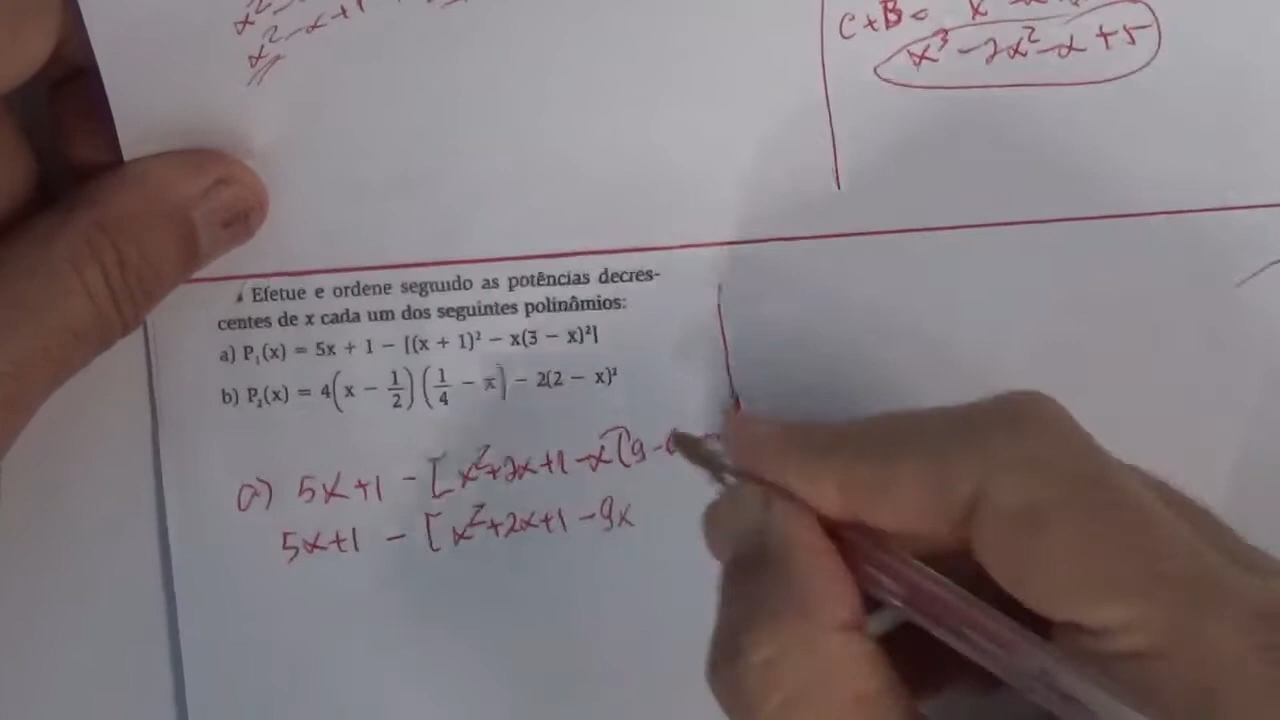 x² - x + 1
C+B=
x³ - 2x² - x + 5
Efetue e ordene segundo as potências decres-
centes de x cada um dos seguintes polinômios:
a) P₁(x) = 5x + 1 − [(x + 1)² − x(3 − x)²]
b) P₂(x) = 4(x − 1/2)(1/4 − x) − 2(2 − x)²
a) 5x+1 - [x²+2x+1 -x(9-
5x+1 - [x²+2x+1 -9x